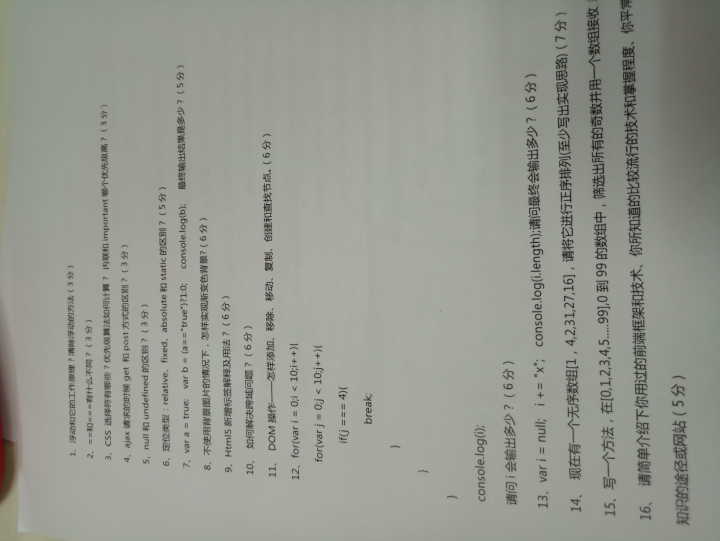 1、浮动和它的工作原理？清除浮动的方法（3分）
2、==和===有什么不同？（3分）
3、CSS 选择符有哪些？优先级算法如何计算？ 内联和 important 哪个优先级高？（3分）
4、ajax 请求的时候 get 和 post 方式的区别？（3分）
5、null 和 undefined 的区别？（3分）
6、定位类型：relative、fixed、absolute 和 static 的区别？（5分）
7、var a = true; var b = (a=="true")?1:0; console.log(b); 最终输出结果是多少？（5分）
8、不使用背景图片的情况下，怎样实现渐变色背景？（6分）
9、Html5 新增标签解释及用法？（6分）
10、 如何解决跨域问题？（6分）
11、 DOM 操作——怎样添加、移除、移动、复制、创建和查找节点。（6分）
12、for(var i = 0;i < 10;i++){
for(var j = 0;j < 10;j++){
if(j === 4){
break;
}
}
}
console.log(i);
请问 i 会输出多少？（6分）
13、var i = null; i += "x"; console.log(i.length);请问最终会输出多少？（6分）
14、 现在有一个无序数组[1，4,2,31,27,16]，请将它进行正序排列(至少写出实现思路)（7分）
15、写一个方法，在[0,1,2,3,4,5.....99],0 到 99 的数组中，筛选出所有的奇数并用一个数组接收
16、 请简单介绍下你用过的前端框架和技术、你所知道的比较流行的技术和掌握程度、你平常
知识的途径或网站（5分）